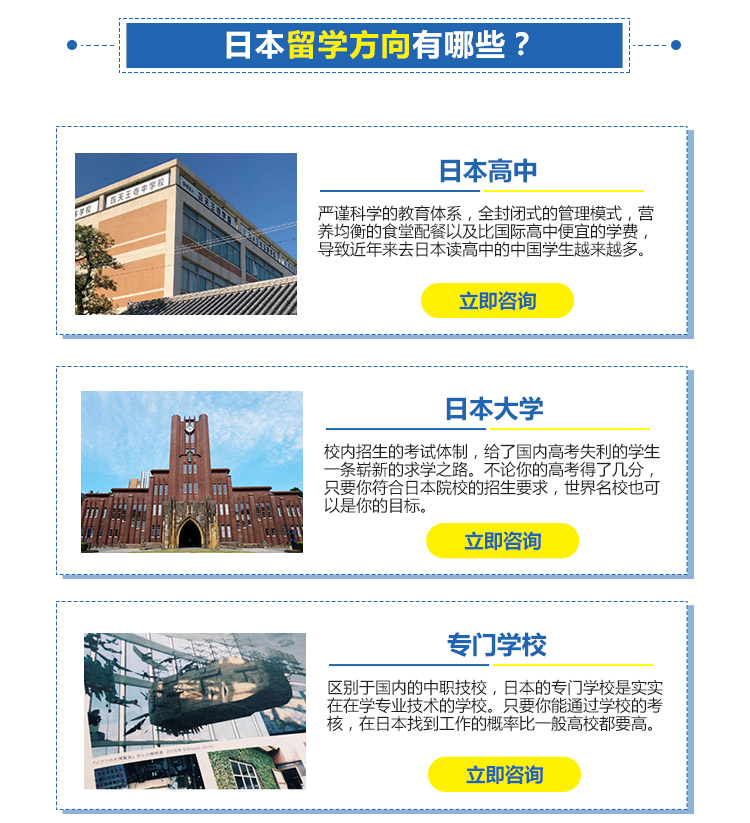 日本留学方向有哪些？
四天王寺中学校
日本高中
严谨科学的教育体系，全封闭式的管理模式，营
养均衡的食堂配餐以及比国际高中便宜的学费，
导致近年来去日本读高中的中国学生越来越多。
立即咨询
日本大学
校内招生的考试体制，给了国内高考失利的学生
一条崭新的求学之路。不论你的高考得了几分，
只要你符合日本院校的招生要求，世界名校也可
以是你的目标。
立即咨询
专门学校
区别于国内的中职技校，日本的专门学校是实实
在在学专业技术的学校。只要你能通过学校的考
核，在日本找到工作的概率比一般高校都要高。
立即咨询